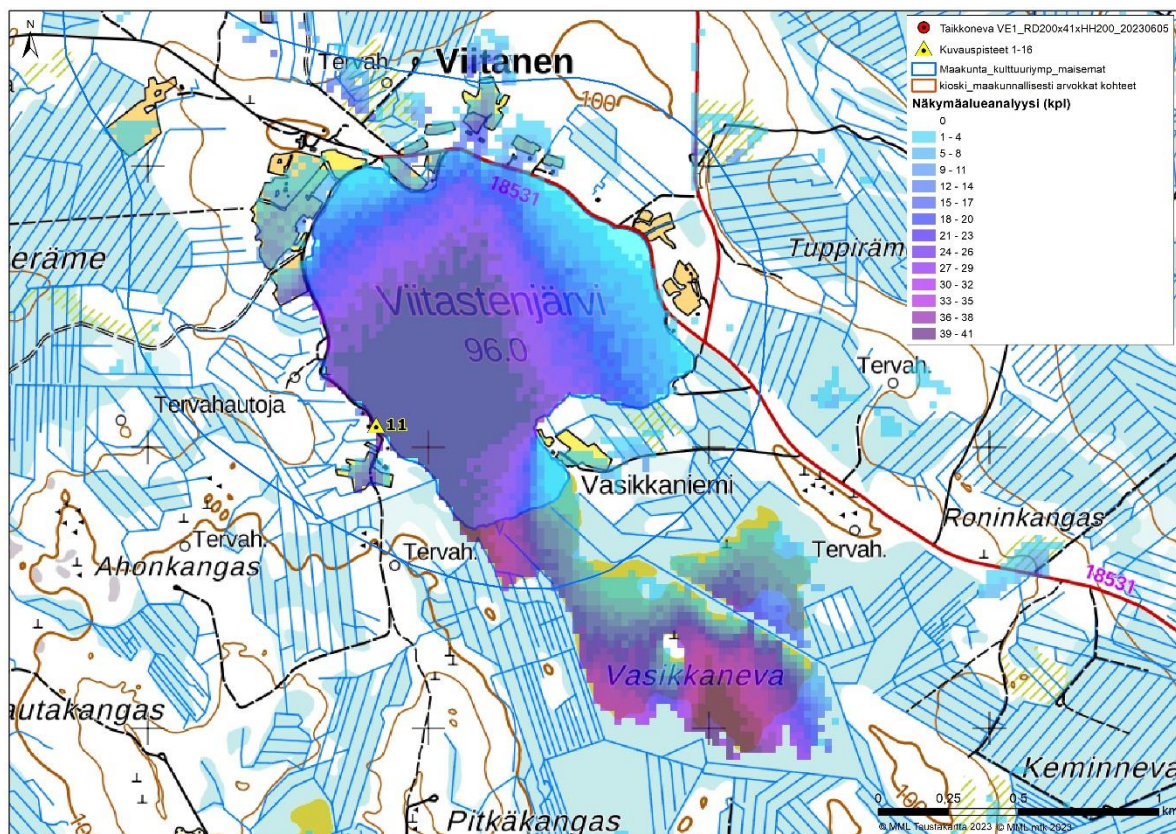 N
Tervah.
Viitanen
100
18531
Tuppiräm
eräme
Viitastenjärvi
96.0
Tervah.
Tervahautoja
11
Vasikkaniemi
Roninkangas
Tervah.
Tervah.
Tervah.
Ahonkangas
18531
Vasikkaneva
autakangas
Keminneva
100
Pitkäkangas
Taikkoneva VE1_RD200x41xHH200_20230605
Kuvauspisteet 1-16
Maakunta_kulttuuriymp_maisemat
kioski_maakunnallisesti arvokkat kohteet
Näkymäalueanalyysi (kpl)
0
1 - 4
5 - 8
9 - 11
12 - 14
15 - 17
18 - 20
21 - 23
24 - 26
27 - 29
30 - 32
33 - 35
36 - 38
39 - 41
0 0,25 0,5 1
km
© MML Taustakartta 2023 © MML mtk 2023